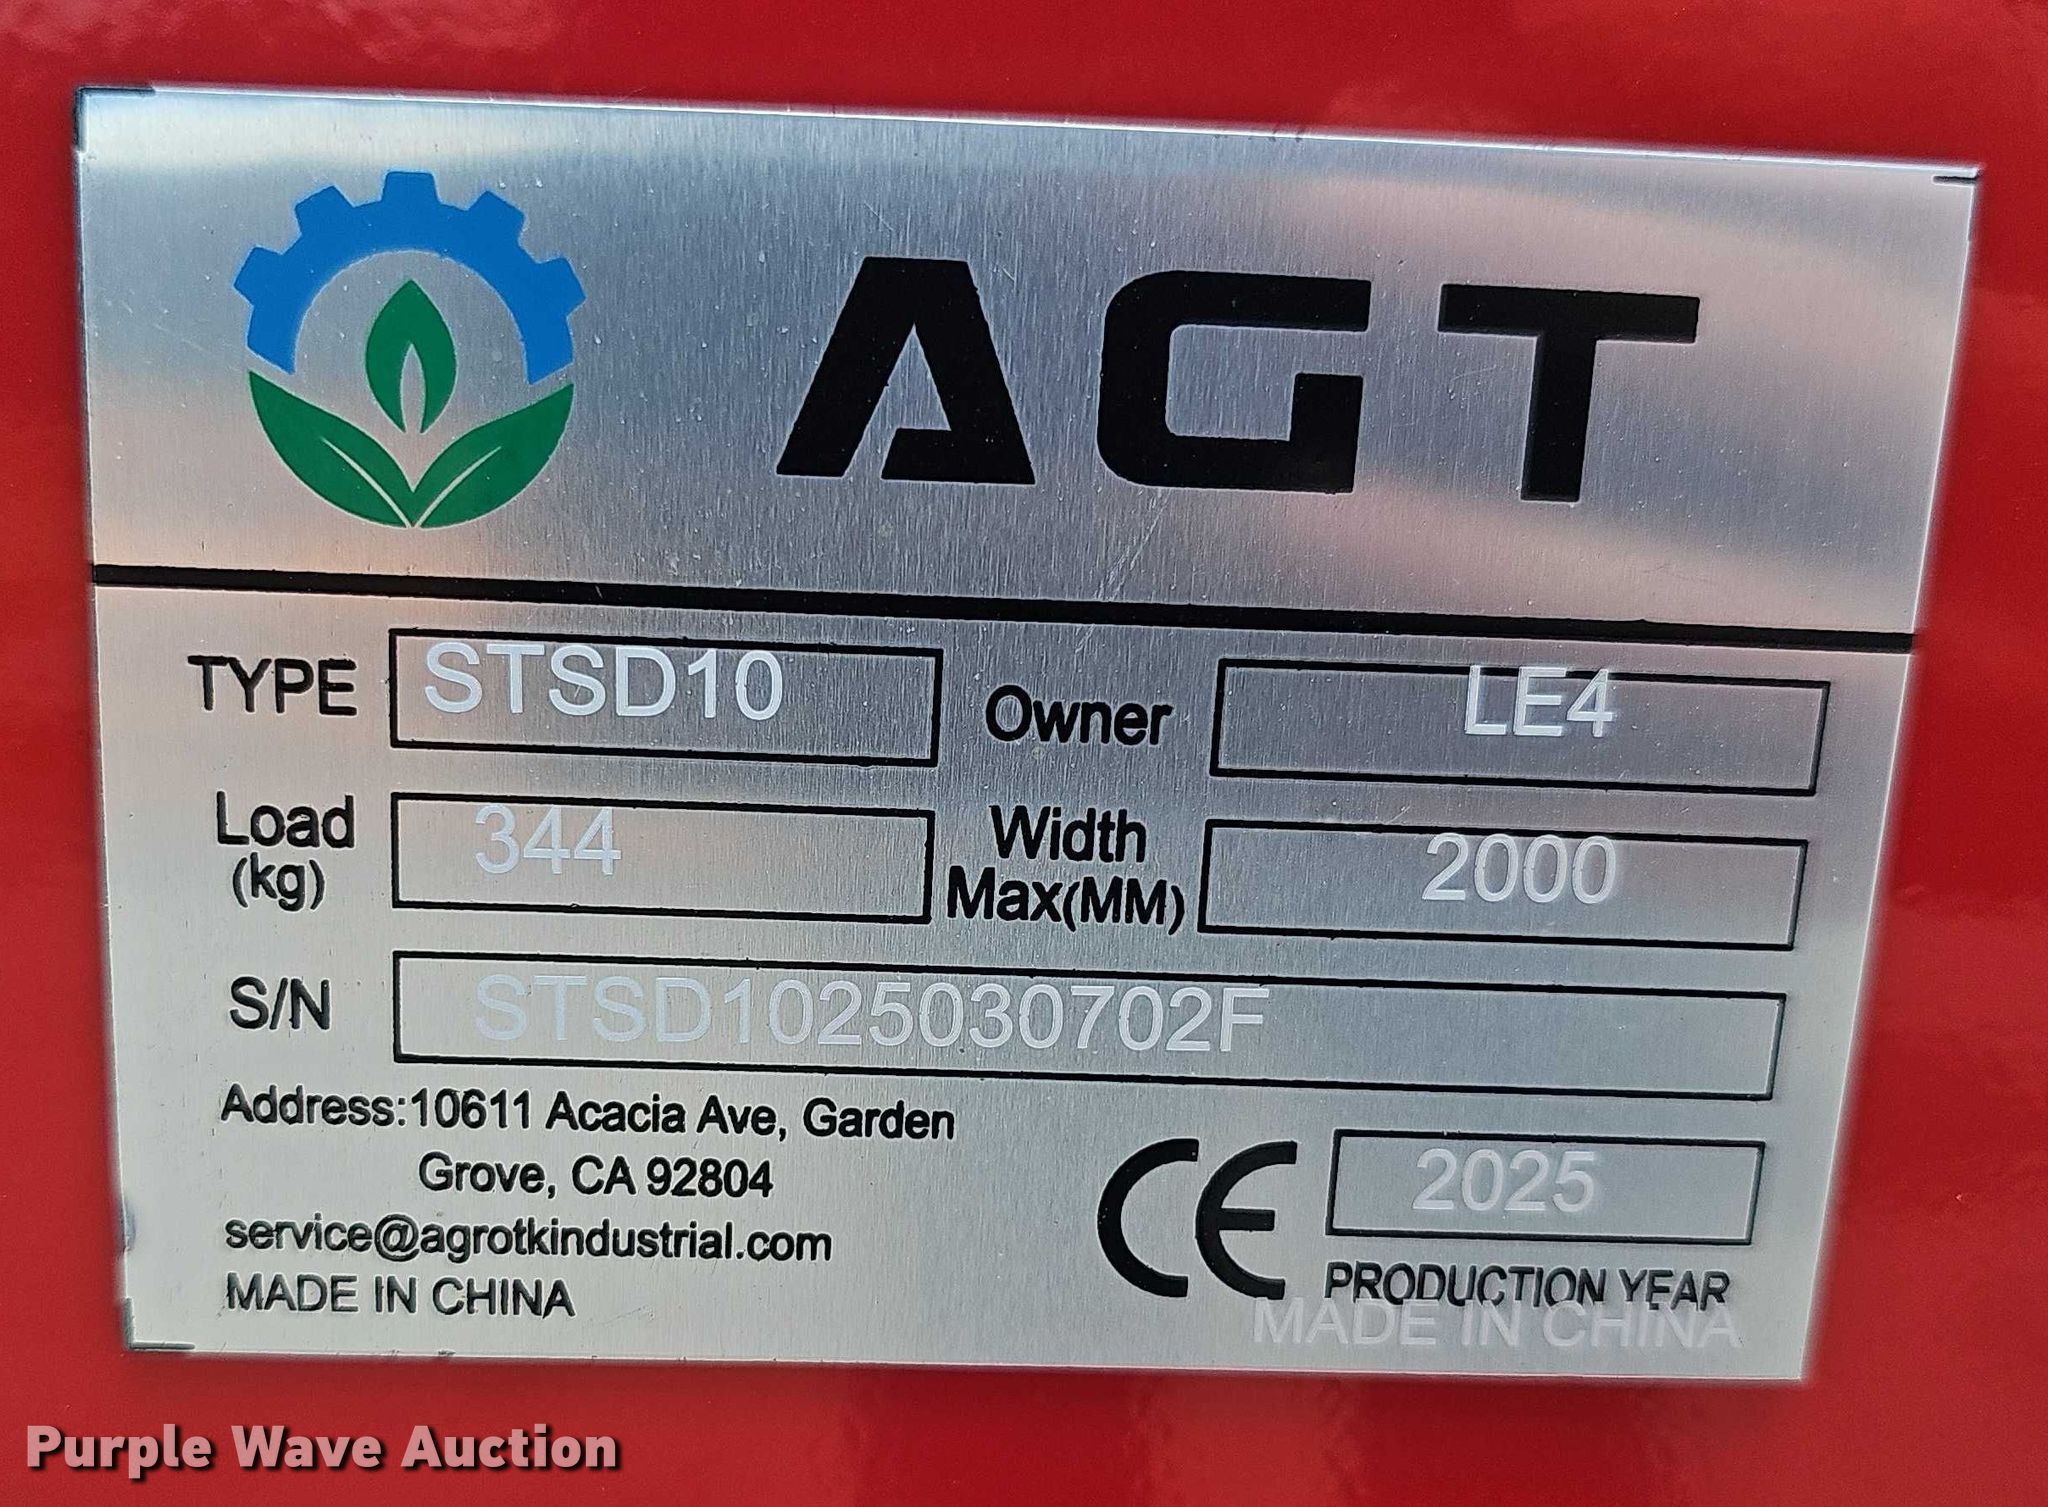 AGT
TYPE STSD10 Owner LE4
Load (kg) 344 Width Max(MM) 2000
S/N STSD1025030702F
Address:10611 Acacia Ave, Garden
Grove, CA 92804
service@agrotkindustrial.com
MADE IN CHINA
CE 2025
PRODUCTION YEAR
MADE IN CHINA
Purple Wave Auction